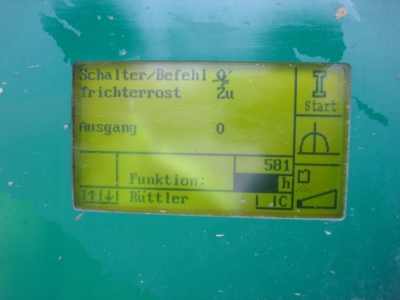 Schalter/Befehl 0
Trichterrost Zu
Start
Ausgang 0
581
Funktion: h
Rüttler